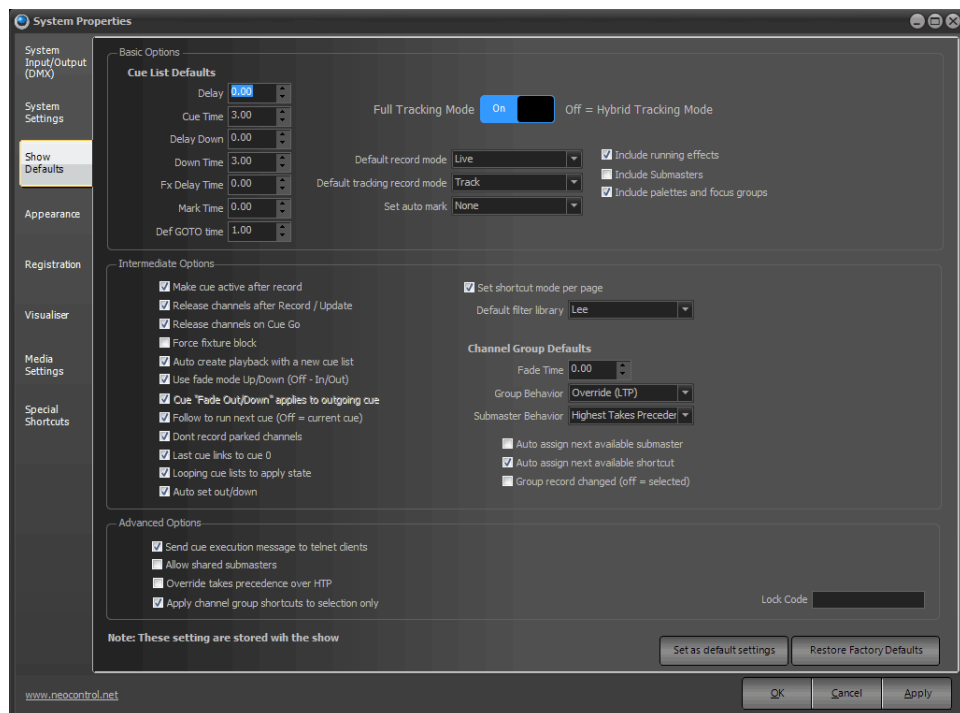 System Properties
System
Input/Output
(DMX)
System
Settings
Show
Defaults
Appearance
Registration
Visualiser
Media
Settings
Special
Shortcuts
www.neocontrol.net
Basic Options
Cue List Defaults
Delay 0.00
Cue Time 3.00
Delay Down 0.00
Down Time 3.00
Fx Delay Time 0.00
Mark Time 0.00
Def GOTO time 1.00
Full Tracking Mode On Off = Hybrid Tracking Mode
Default record mode Live
Default tracking record mode Track
Set auto mark None
Include running effects
Include Submasters
Include palettes and focus groups
Intermediate Options
Make cue active after record
Release channels after Record / Update
Release channels on Cue Go
Force fixture block
Auto create playback with a new cue list
Use fade mode Up/Down (Off - In/Out)
Cue "Fade Out/Down" applies to outgoing cue
Follow to run next cue (Off = current cue)
Dont record parked channels
Last cue links to cue 0
Looping cue lists to apply state
Auto set out/down
Set shortcut mode per page
Default filter library Lee
Channel Group Defaults
Fade Time 0.00
Group Behavior Override (LTP)
Submaster Behavior Highest Takes Preceder
Auto assign next available submaster
Auto assign next available shortcut
Group record changed (off = selected)
Advanced Options
Send cue execution message to telnet clients
Allow shared submasters
Override takes precedence over HTP
Apply channel group shortcuts to selection only
Lock Code
Note: These setting are stored wih the show
Set as default settings
Restore Factory Defaults
OK
Cancel
Apply